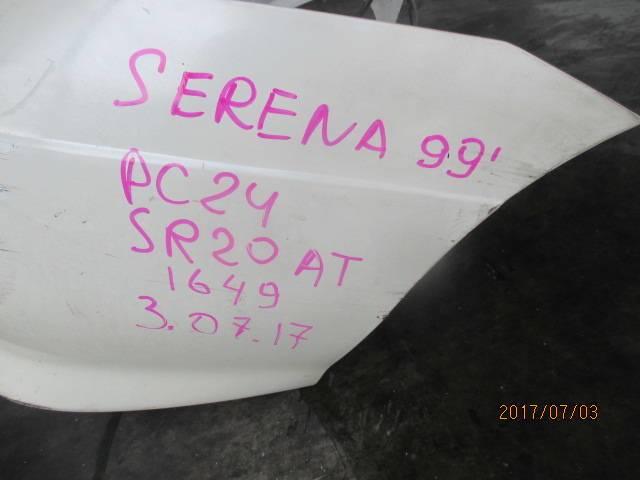 SERENA 99'
PC24
SR20 AT
1649
3.07.17
2017/07/03